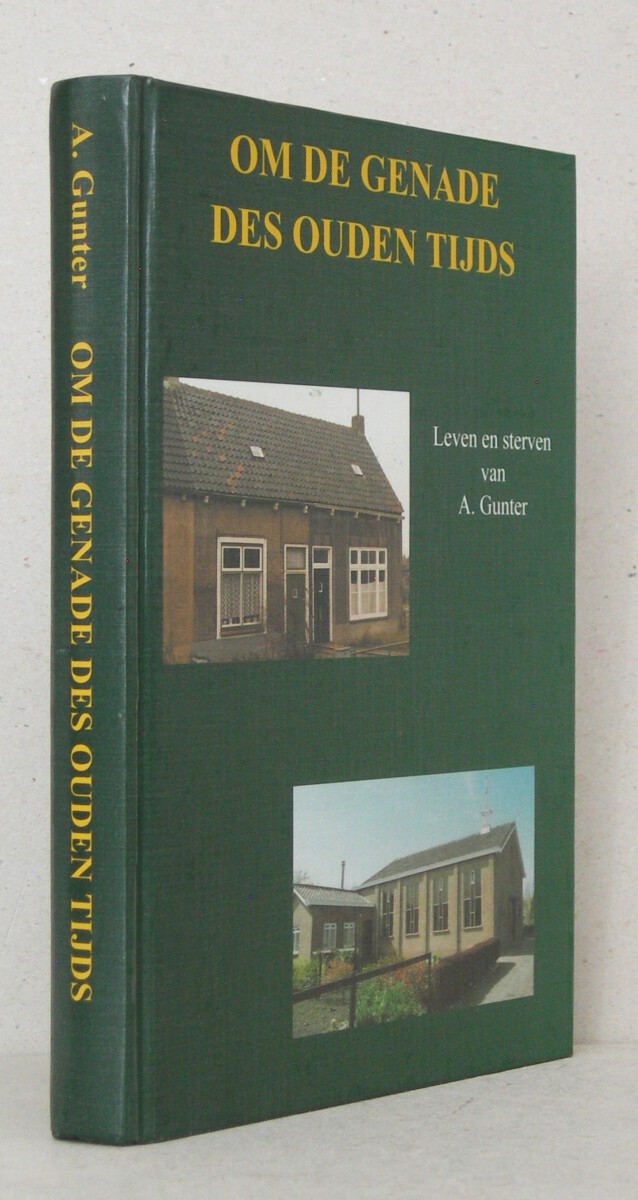 A. Gunter OM DE GENADE DES OUDEN TIJDS
OM DE GENADE
DES OUDEN TIJDS
Leven en sterven
van
A. Gunter